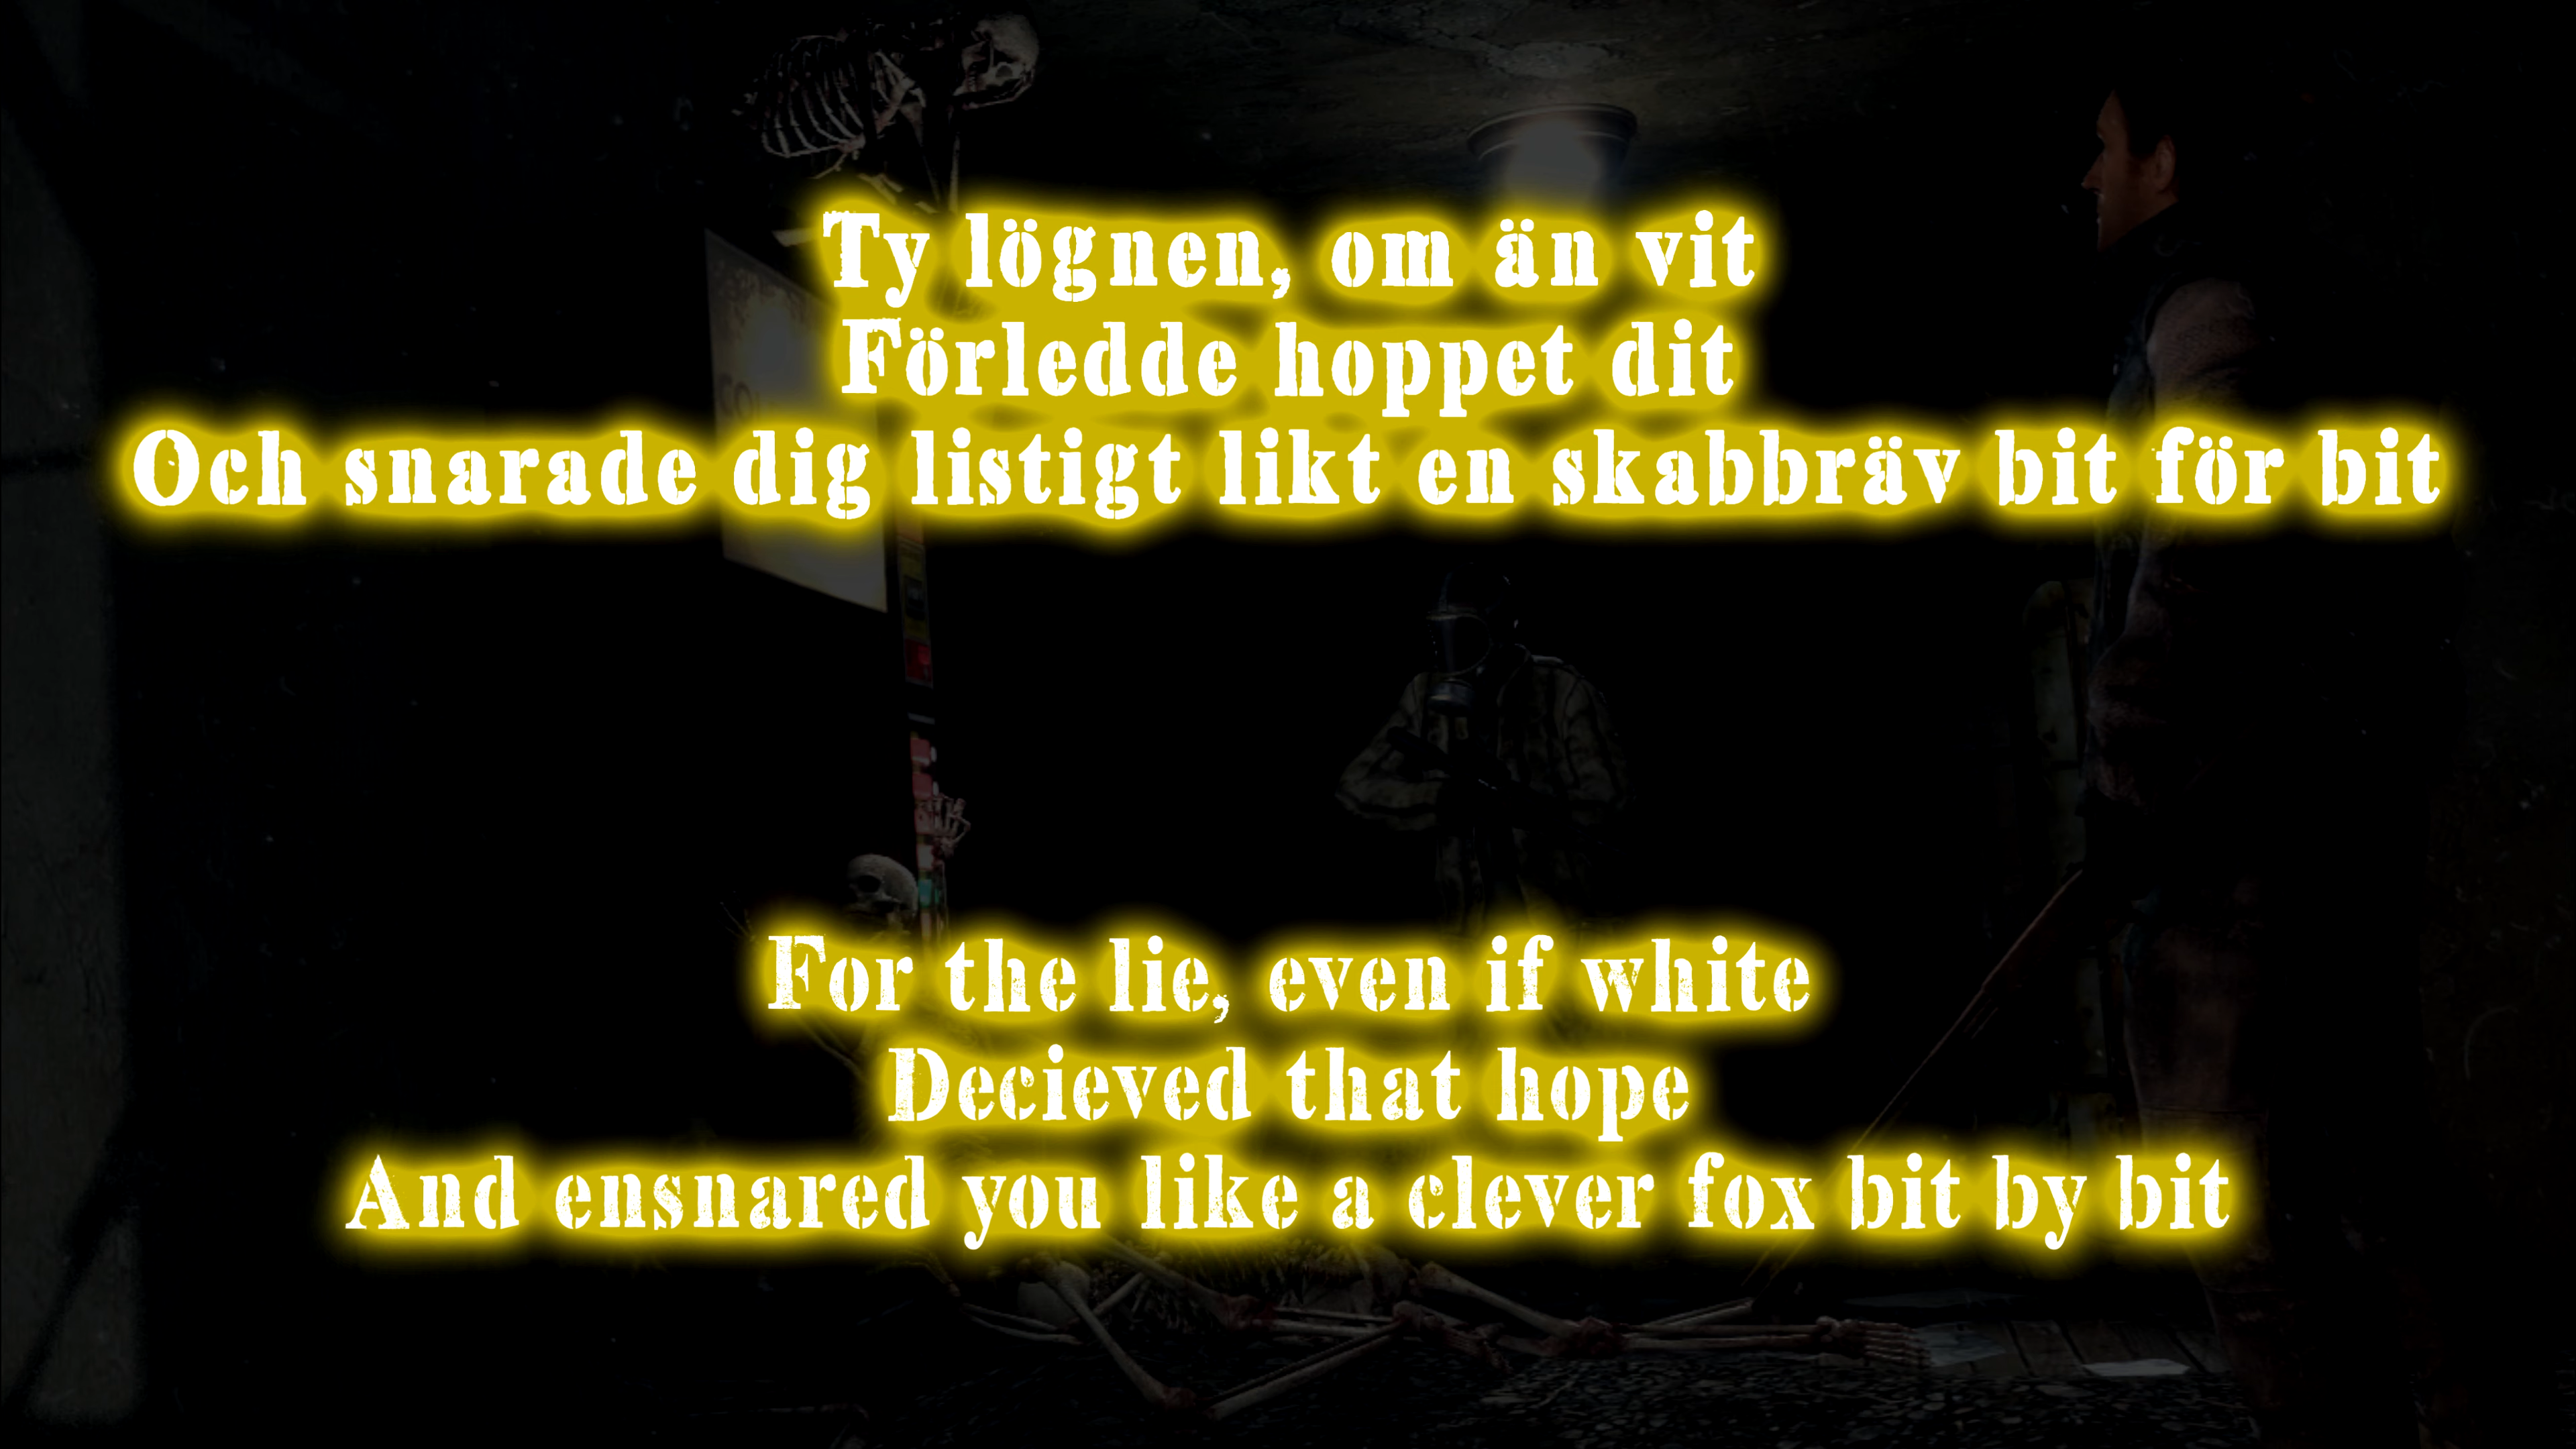 Ty lögnen, om än vit
Förledde hoppet dit
Och snarade dig listigt likt en skabbräv bit för bit
For the lie, even if white
Decieved that hope
And ensnared you like a clever fox bit by bit